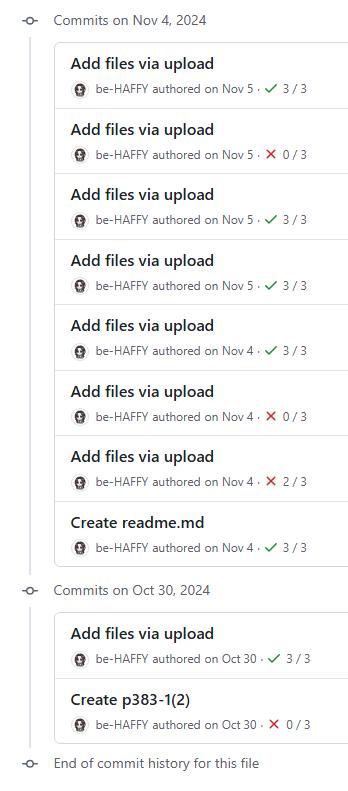 Commits on Nov 4, 2024
Add files via upload
be-HAFFY authored on Nov 5 · ✓ 3 / 3
Add files via upload
be-HAFFY authored on Nov 5 · ✕ 0 / 3
Add files via upload
be-HAFFY authored on Nov 5 · ✓ 3 / 3
Add files via upload
be-HAFFY authored on Nov 5 · ✓ 3 / 3
Add files via upload
be-HAFFY authored on Nov 4 · ✓ 3 / 3
Add files via upload
be-HAFFY authored on Nov 4 · ✕ 0 / 3
Add files via upload
be-HAFFY authored on Nov 4 · ✕ 2 / 3
Create readme.md
be-HAFFY authored on Nov 4 · ✓ 3 / 3
Commits on Oct 30, 2024
Add files via upload
be-HAFFY authored on Oct 30 · ✓ 3 / 3
Create p383-1(2)
be-HAFFY authored on Oct 30 · ✕ 0 / 3
End of commit history for this file